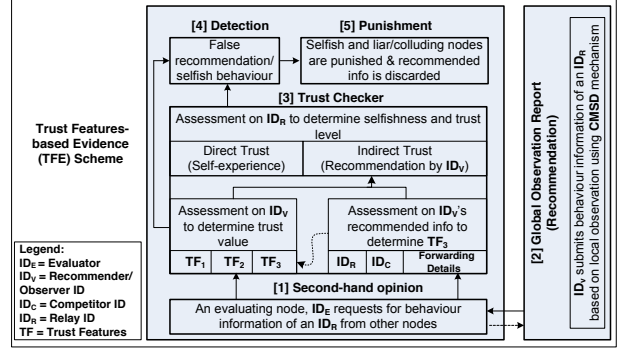 [4] Detection
[5] Punishment
False
recommendation/
selfish behaviour
Selfish and liar/colluding nodes
are punished & recommended
info is discarded
[3] Trust Checker
Assessment on IDR to determine selfishness and trust
level
Direct Trust
(Self-experience)
Indirect Trust
(Recommendation by IDV)
Trust Features-
based Evidence
(TFE) Scheme
Assessment on IDV
to determine trust
value
TF1
TF2
TF3
Assessment on IDV's
recommended info to
determine TF3
IDR
IDC
Forwarding
Details
[1] Second-hand opinion
An evaluating node, IDE requests for behaviour
information of an IDR from other nodes
Legend:
IDE = Evaluator
IDV = Recommender/
Observer ID
IDC = Competitor ID
IDR = Relay ID
TF = Trust Features
[2] Global Observation Report
(Recommendation)
IDv submits behaviour information of an IDR
based on local observation using CMSD mechanism